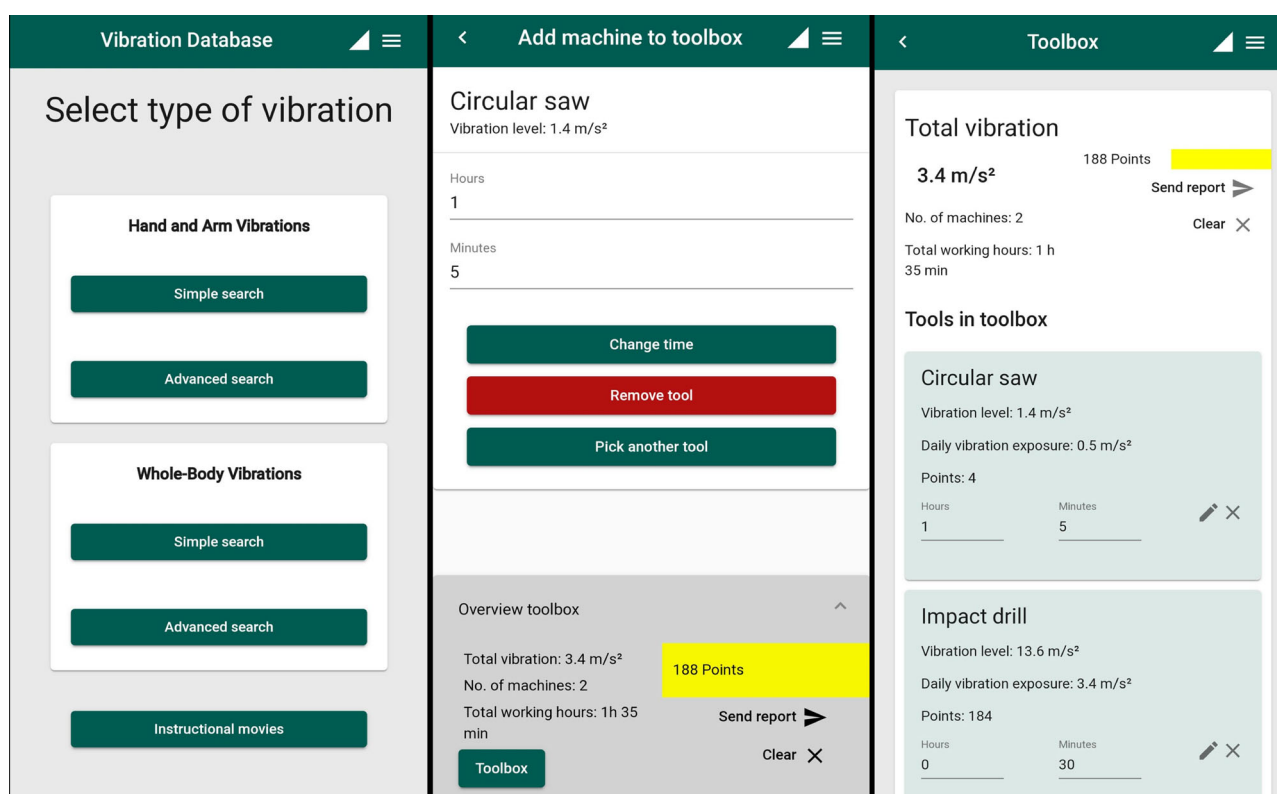 Vibration Database
Select type of vibration
Hand and Arm Vibrations
Simple search
Advanced search
Whole-Body Vibrations
Simple search
Advanced search
Instructional movies
Add machine to toolbox
Circular saw
Vibration level: 1.4 m/s²
Hours
1
Minutes
5
Change time
Remove tool
Pick another tool
Overview toolbox
Total vibration: 3.4 m/s²
188 Points
No. of machines: 2
Total working hours: 1h 35
min
Send report
Clear
Toolbox
Toolbox
Total vibration
188 Points
3.4 m/s²
Send report
No. of machines: 2
Clear
Total working hours: 1 h
35 min
Tools in toolbox
Circular saw
Vibration level: 1.4 m/s²
Daily vibration exposure: 0.5 m/s²
Points: 4
Hours Minutes
1 5
Impact drill
Vibration level: 13.6 m/s²
Daily vibration exposure: 3.4 m/s²
Points: 184
Hours Minutes
0 30